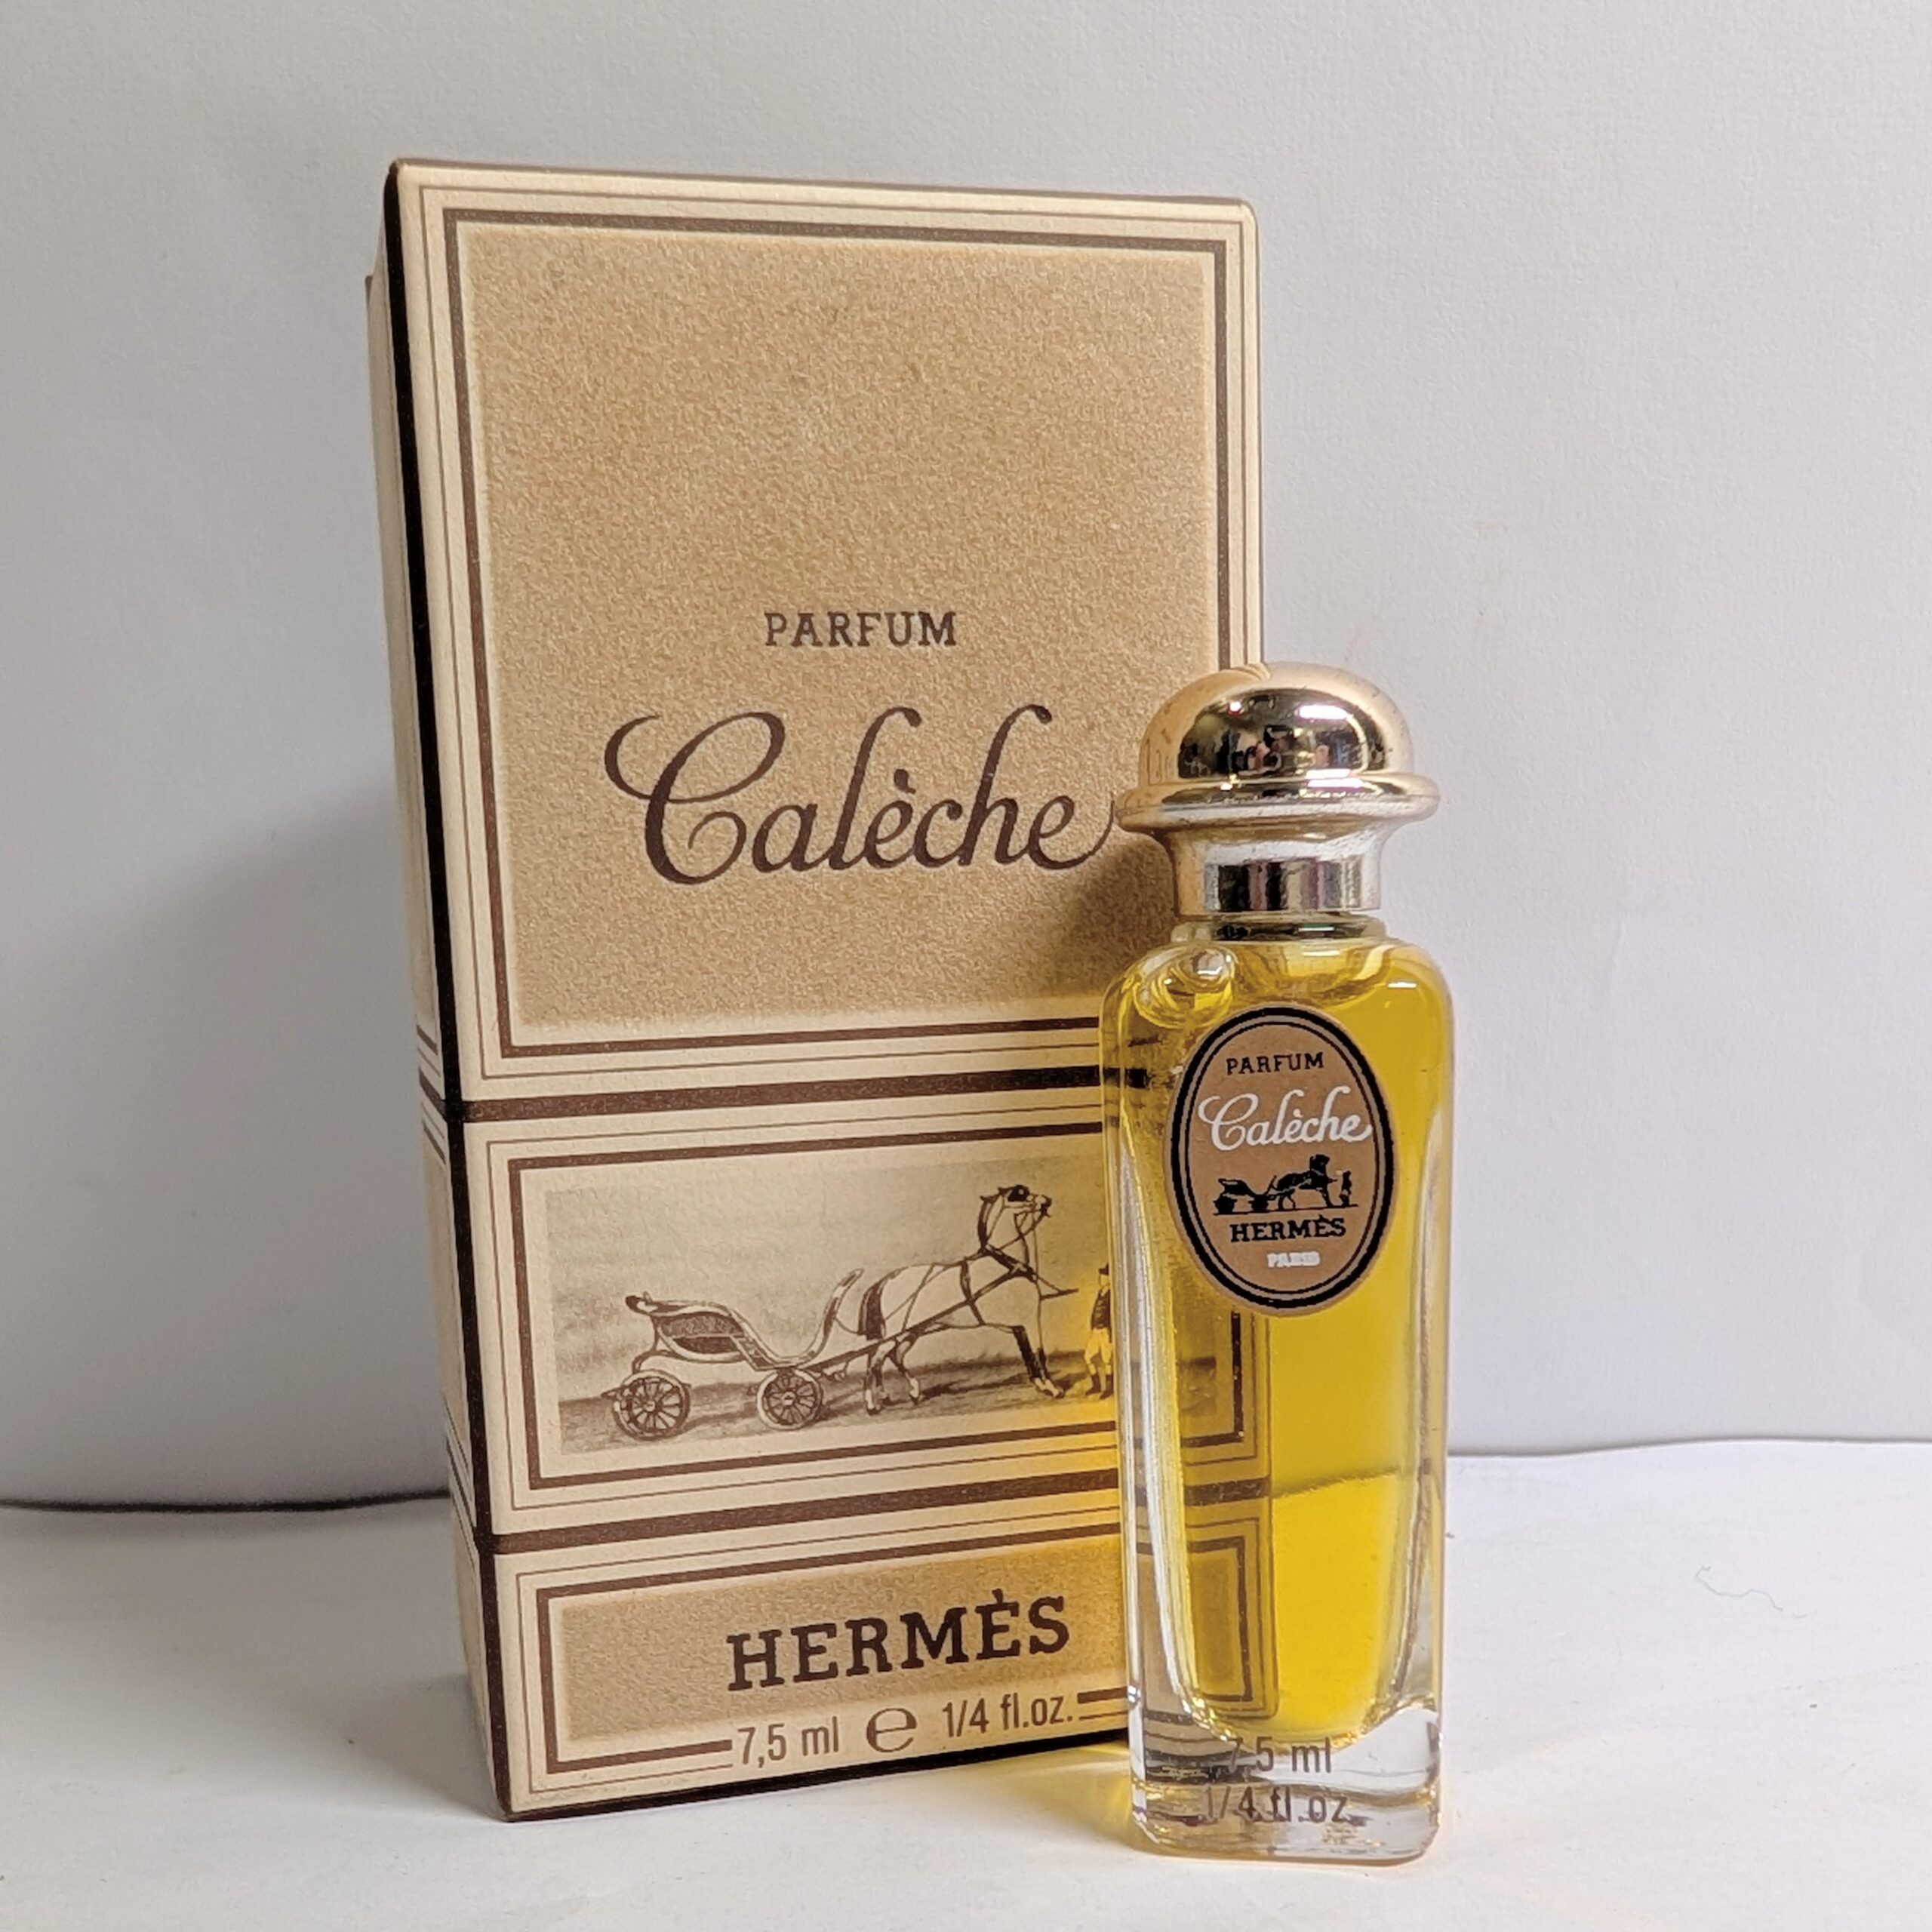 PARFUM
Calèche
HERMÈS
7,5 ml e 1/4 fl.oz.
PARFUM
Calèche
HERMÈS
PARIS
7,5 ml
1/4 fl.oz.